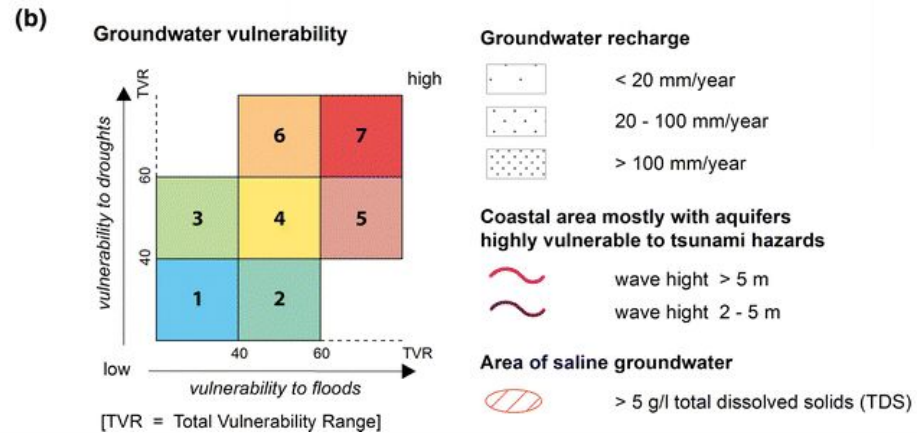 (b)
Groundwater vulnerability
TVR
high
vulnerability to droughts
60
40
6
7
3
4
5
1
2
40
60
TVR
low
vulnerability to floods
[TVR = Total Vulnerability Range]
Groundwater recharge
< 20 mm/year
20 - 100 mm/year
> 100 mm/year
Coastal area mostly with aquifers
highly vulnerable to tsunami hazards
wave hight > 5 m
wave hight 2 - 5 m
Area of saline groundwater
> 5 g/l total dissolved solids (TDS)